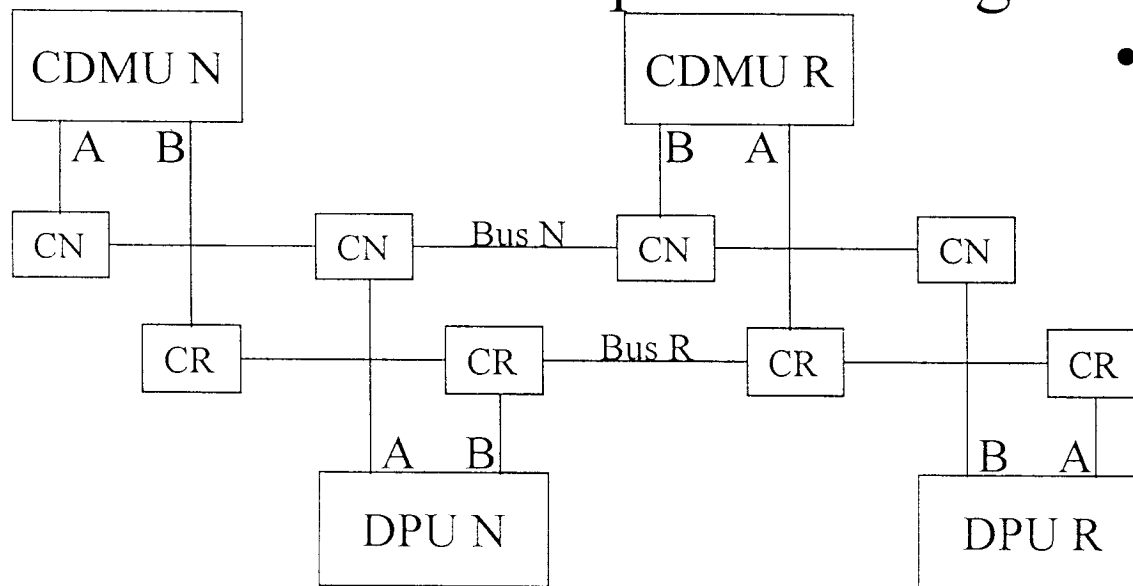 CDMU N
CDMU R
•
A B
B A
CN
CN
Bus N
CN
CN
CR
CR
Bus R
CR
CR
A B
B A
DPU N
DPU R